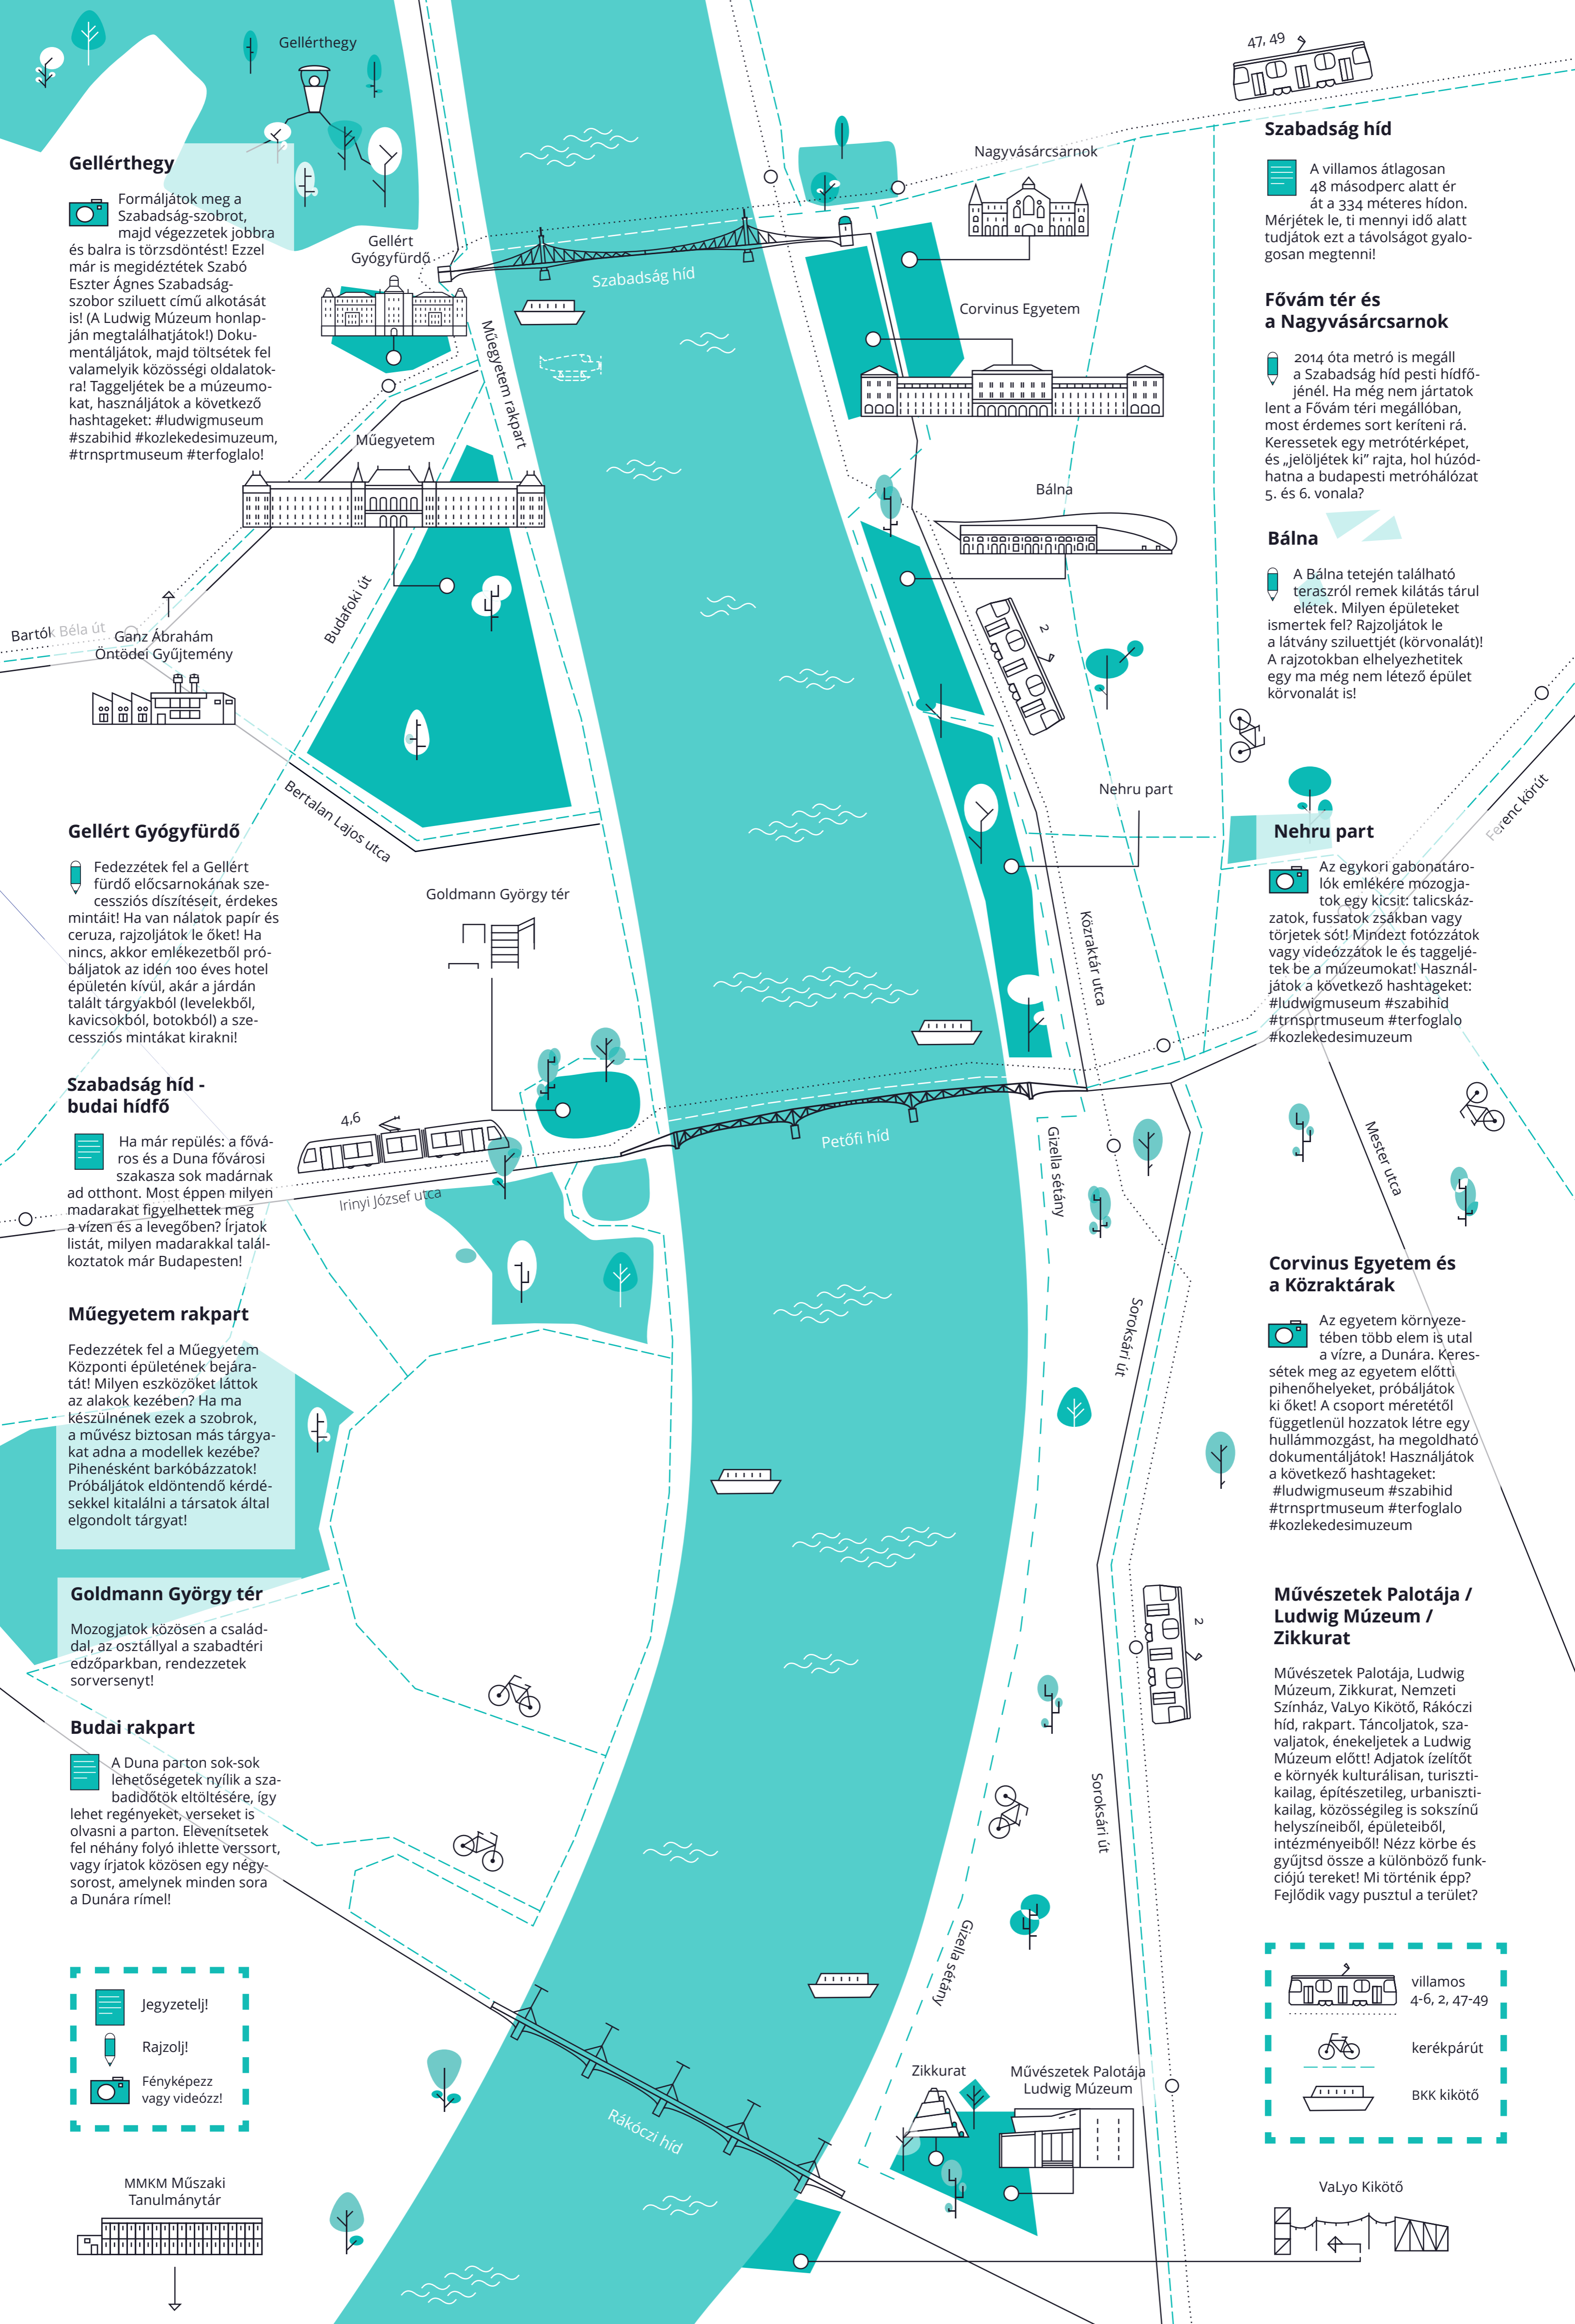 Gellérthegy
47, 49
Szabadság híd
A villamos átlagosan
48 másodperc alatt ér
át a 334 méteres hídon.
Mérjétek le, ti mennyi idő alatt
tudjátok ezt a távolságot gyalo-
gosan megtenni!
Nagyvásárcsarnok
Gellérthegy
Formáljátok meg a
Szabadság-szobrot,
majd végezzetek jobbra
és balra is törzsdöntést! Ezzel
már is megidéztétek Szabó
Eszter Ágnes Szabadság-
szobor sziluett című alkotását
is! (A Ludwig Múzeum honlap-
ján megtalálhatjátok!) Doku-
mentáljátok, majd töltsétek fel
valamelyik közösségi oldalatok-
ra! Taggeljétek be a múzeumo-
kat, használjátok a következő
hashtageket: #ludwigmuseum
#szabihid #kozlekedesimuzeum,
#trnsprtmuseum #terfoglalo!
Gellért
Gyógyfürdő
Szabadság híd
Műegyetem rakpart
Corvinus Egyetem
Fővám tér és
a Nagyvásárcsarnok
2014 óta metró is megáll
a Szabadság híd pesti hídfő-
jénél. Ha még nem jártatok
lent a Fővám téri megállóban,
most érdemes sort keríteni rá.
Keressetek egy metrótérképet,
és „jelöljétek ki” rajta, hol húzód-
hatna a budapesti metróhálózat
5. és 6. vonala?
Műegyetem
Bálna
Bálna
A Bálna tetején található
teraszról remek kilátás tárul
elétek. Milyen épületeket
ismertek fel? Rajzoljátok le
a látvány sziluettjét (körvonalát)!
A rajzotokban elhelyezhetitek
egy ma még nem létező épület
körvonalát is!
Budafoki út
Bartók Béla út
Ganz Ábrahám
Öntödei Gyűjtemény
2
Bertalan Lajos utca
Nehru part
Ferenc körút
Gellért Gyógyfürdő
Fedezzétek fel a Gellért
fürdő előcsarnokának sze-
cessziós díszítéseit, érdekes
mintáit! Ha van nálatok papír és
ceruza, rajzoljátok le őket! Ha
nincs, akkor emlékezetből pró-
báljatok az idén 100 éves hotel
épületén kívül, akár a járdán
talált tárgyakból (levelekből,
kavicsokból, botokból) a sze-
cessziós mintákat kirakni!
Goldmann György tér
Közraktár utca
Nehru part
Az egykori gabonatáro-
lók emlékére mozogja-
tok egy kicsit: talicskáz-
zatok, fussatok zsákban vagy
törjetek sót! Mindezt fotózzátok
vagy videózzátok le és taggeljé-
tek be a múzeumokat! Használ-
játok a következő hashtageket:
#ludwigmuseum #szabihid
#trnsprtmuseum #terfoglalo
#kozlekedesimuzeum
Szabadság híd -
budai hídfő
Ha már repülés: a fővá-
ros és a Duna fővárosi
szakasza sok madárnak
ad otthont. Most éppen milyen
madarakat figyelhettek meg
a vízen és a levegőben? Írjatok
listát, milyen madarakkal talál-
koztatok már Budapesten!
4,6
Irinyi József utca
Petőfi híd
Gizella sétány
Mester utca
Műegyetem rakpart
Fedezzétek fel a Műegyetem
Központi épületének bejára-
tát! Milyen eszközöket láttok
az alakok kezében? Ha ma
készülnének ezek a szobrok,
a művész biztosan más tárgya-
kat adna a modellek kezébe?
Pihenésként barkóbázzatok!
Próbáljátok eldöntendő kérdé-
sekkel kitalálni a társatok által
elgondolt tárgyat!
Soroksári út
Corvinus Egyetem és
a Közraktárak
Az egyetem környeze-
tében több elem is utal
a vízre, a Dunára. Keres-
sétek meg az egyetem előtti
pihenőhelyeket, próbáljátok
ki őket! A csoport méretétől
függetlenül hozzatok létre egy
hullámmozgást, ha megoldható
dokumentáljátok! Használjátok
a következő hashtageket:
#ludwigmuseum #szabihid
#trnsprtmuseum #terfoglalo
#kozlekedesimuzeum
Goldmann György tér
Mozogjatok közösen a család-
dal, az osztállyal a szabadtéri
edzőparkban, rendezzetek
sorversenyt!
2
Művészetek Palotája /
Ludwig Múzeum /
Zikkurat
Művészetek Palotája, Ludwig
Múzeum, Zikkurat, Nemzeti
Színház, VaLyo Kikötő, Rákóczi
híd, rakpart. Táncoljatok, sza-
valjatok, énekeljetek a Ludwig
Múzeum előtt! Adjatok ízelítőt
e környék kulturálisan, turiszti-
kailag, építészetileg, urbaniszti-
kailag, közösségileg is sokszínű
helyszíneiből, épületeiből,
intézményeiből! Nézz körbe és
gyűjtsd össze a különböző funk-
ciójú tereket! Mi történik épp?
Fejlődik vagy pusztul a terület?
Budai rakpart
A Duna parton sok-sok
lehetőségetek nyílik a sza-
badidőtök eltöltésére, így
lehet regényeket, verseket is
olvasni a parton. Elevenítsetek
fel néhány folyó ihlette verssort,
vagy írjatok közösen egy négy-
sorost, amelynek minden sora
a Dunára rímel!
Soroksári út
Gizella sétány
Jegyzetelj!
Rajzolj!
Fényképezz
vagy videózz!
villamos
4-6, 2, 47-49
kerékpárút
BKK kikötő
Rákóczi híd
Zikkurat
Művészetek Palotája
Ludwig Múzeum
MMKM Műszaki
Tanulmánytár
VaLyo Kikötő